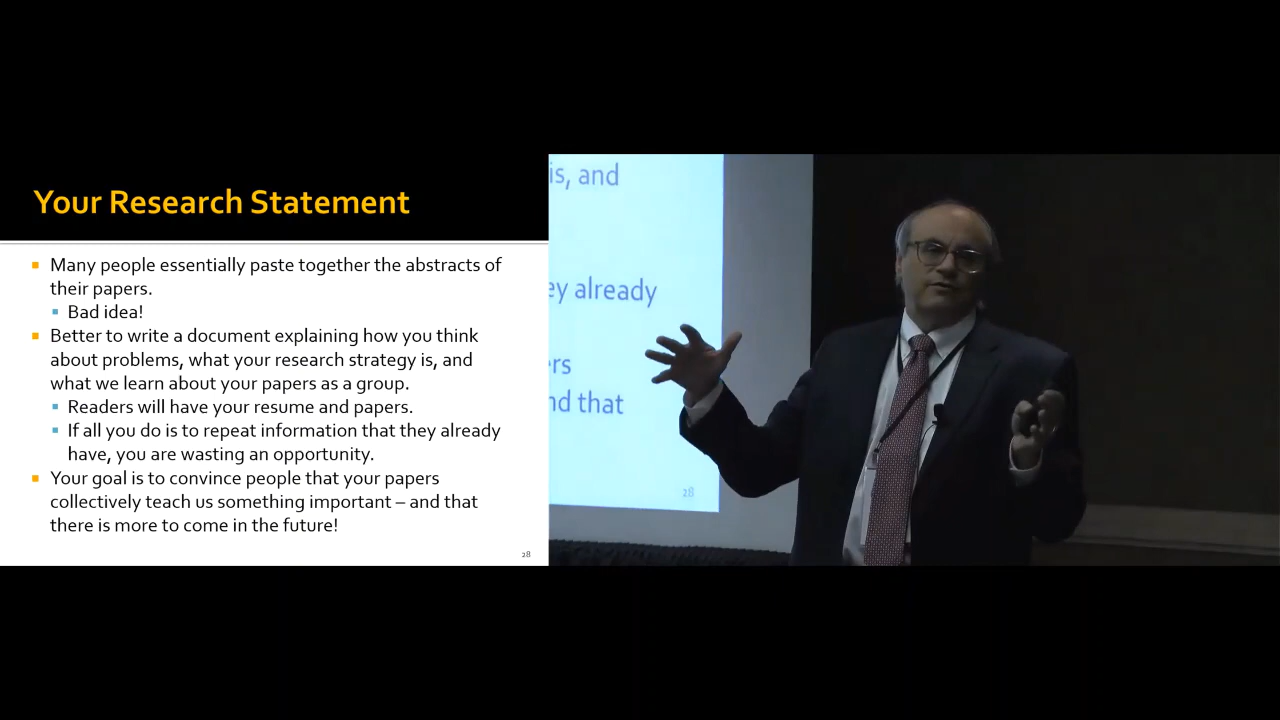 Your Research Statement
Many people essentially paste together the abstracts of
their papers.
Bad idea!
Better to write a document explaining how you think
about problems, what your research strategy is, and
what we learn about your papers as a group.
Readers will have your resume and papers.
If all you do is to repeat information that they already
have, you are wasting an opportunity.
Your goal is to convince people that your papers
collectively teach us something important – and that
there is more to come in the future!
28
is, and
ey already
ers
nd that
28